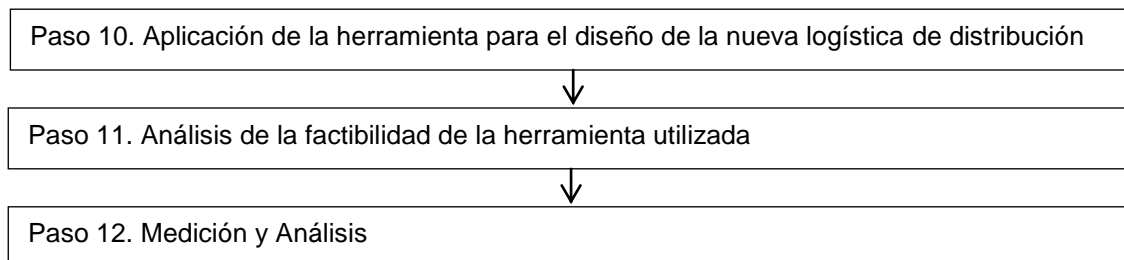 Paso 10. Aplicación de la herramienta para el diseño de la nueva logística de distribución
Paso 11. Análisis de la factibilidad de la herramienta utilizada
Paso 12. Medición y Análisis